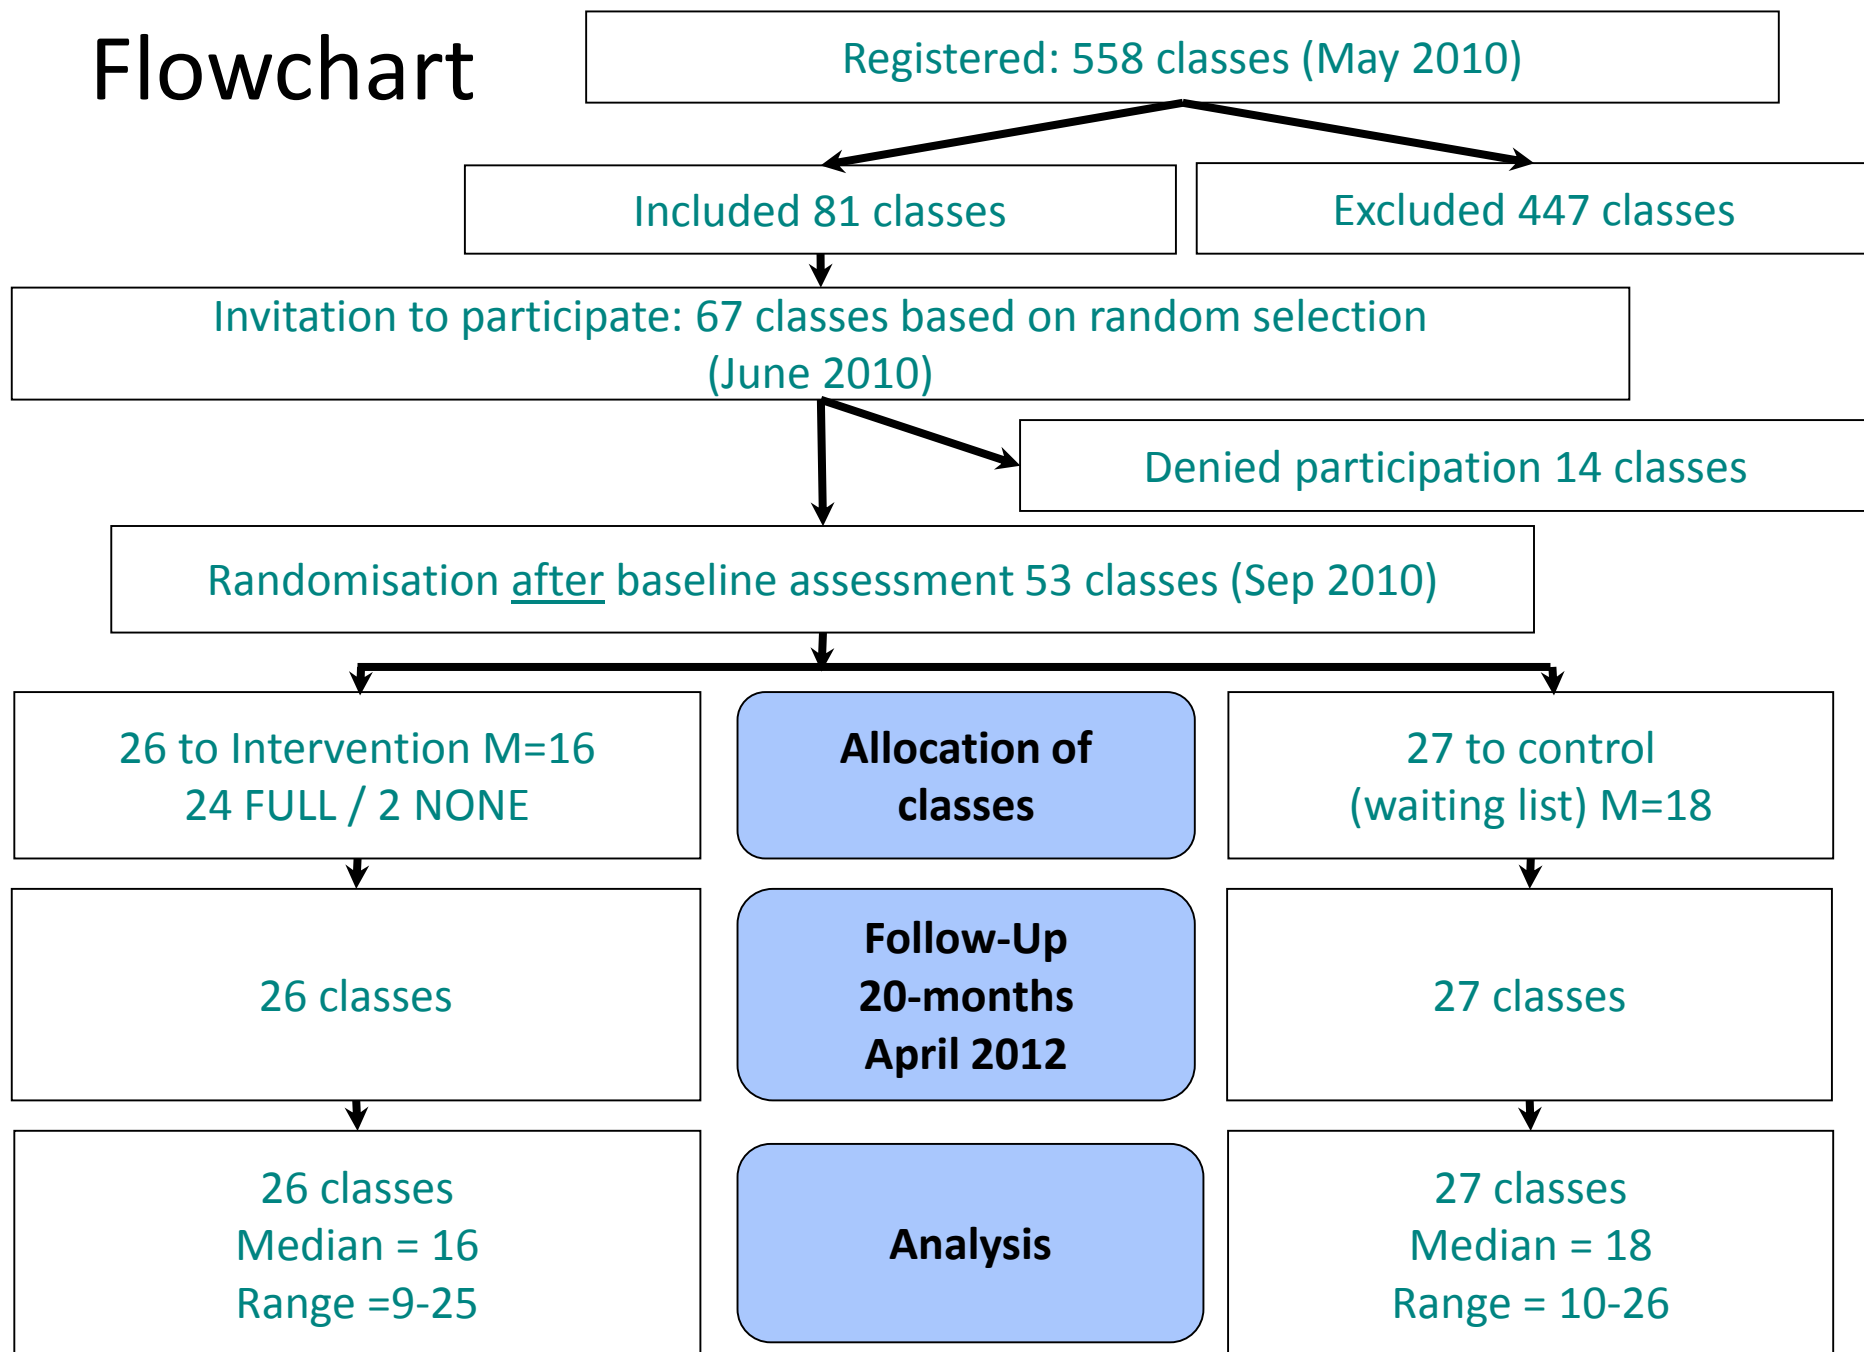 Flowchart
Registered: 558 classes (May 2010)
Included 81 classes
Excluded 447 classes
Invitation to participate: 67 classes based on random selection
(June 2010)
Denied participation 14 classes
Randomisation after baseline assessment 53 classes (Sep 2010)
26 to Intervention M=16
24 FULL / 2 NONE
Allocation of
classes
27 to control
(waiting list) M=18
26 classes
Follow-Up
20-months
April 2012
27 classes
26 classes
Median = 16
Range =9-25
Analysis
27 classes
Median = 18
Range = 10-26